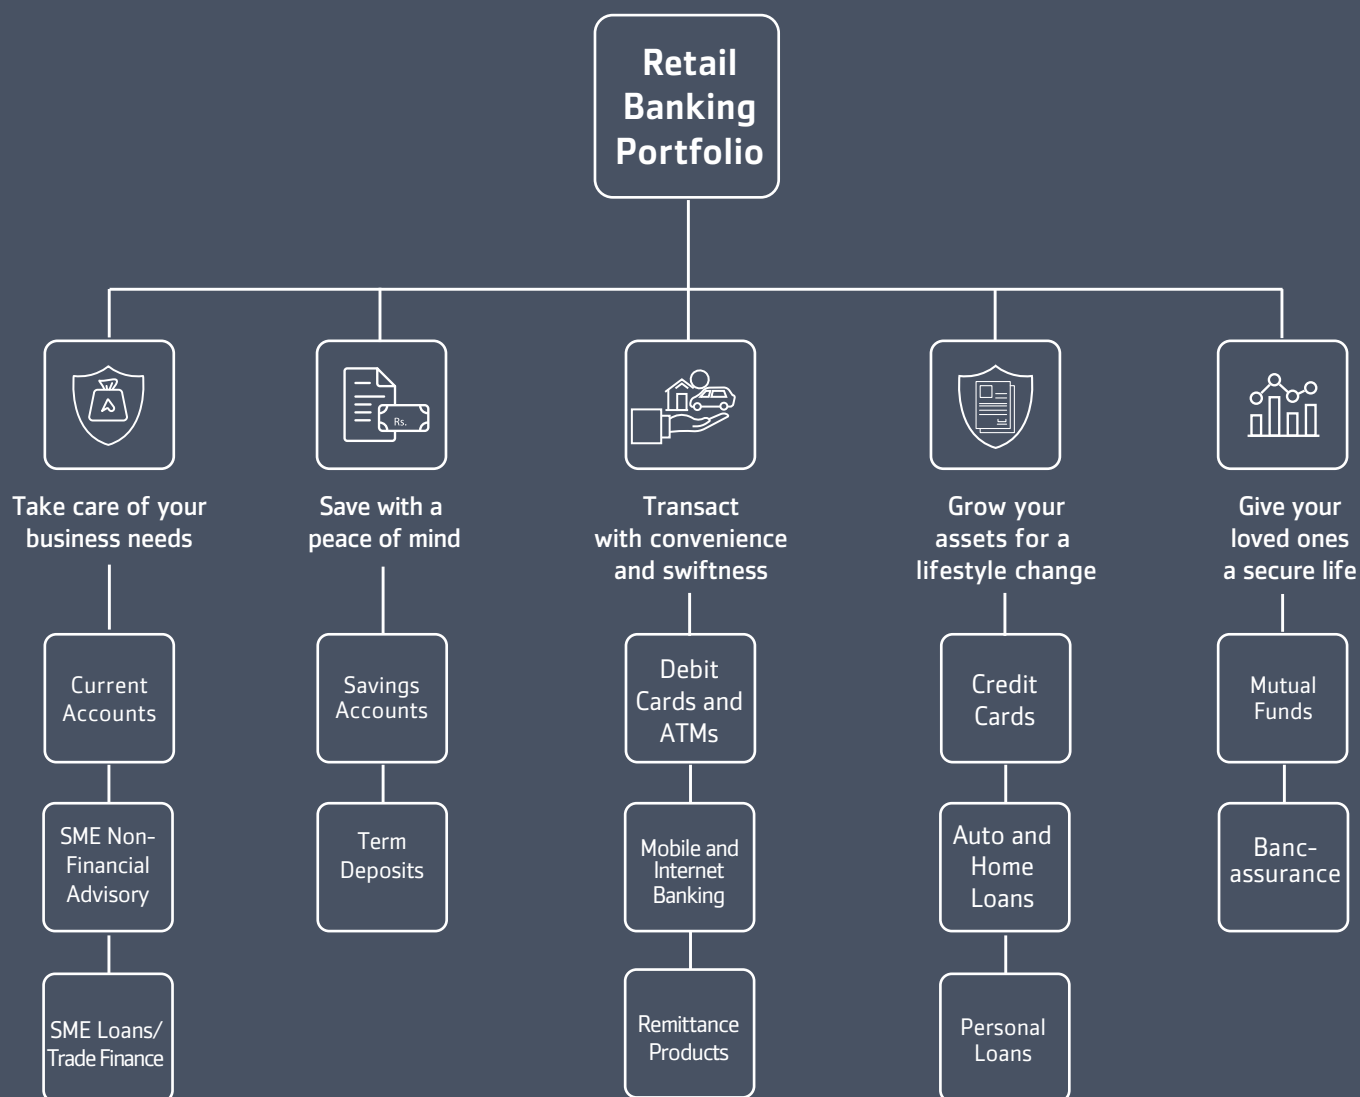 Retail
Banking
Portfolio
Rs.
Take care of your
business needs
Save with a
peace of mind
Transact
with convenience
and swiftness
Grow your
assets for a
lifestyle change
Give your
loved ones
a secure life
Current
Accounts
Savings
Accounts
Debit
Cards and
ATMs
Credit
Cards
Mutual
Funds
SME Non-
Financial
Advisory
Term
Deposits
Mobile and
Internet
Banking
Auto and
Home
Loans
Banc-
assurance
SME Loans/
Trade Finance
Remittance
Products
Personal
Loans